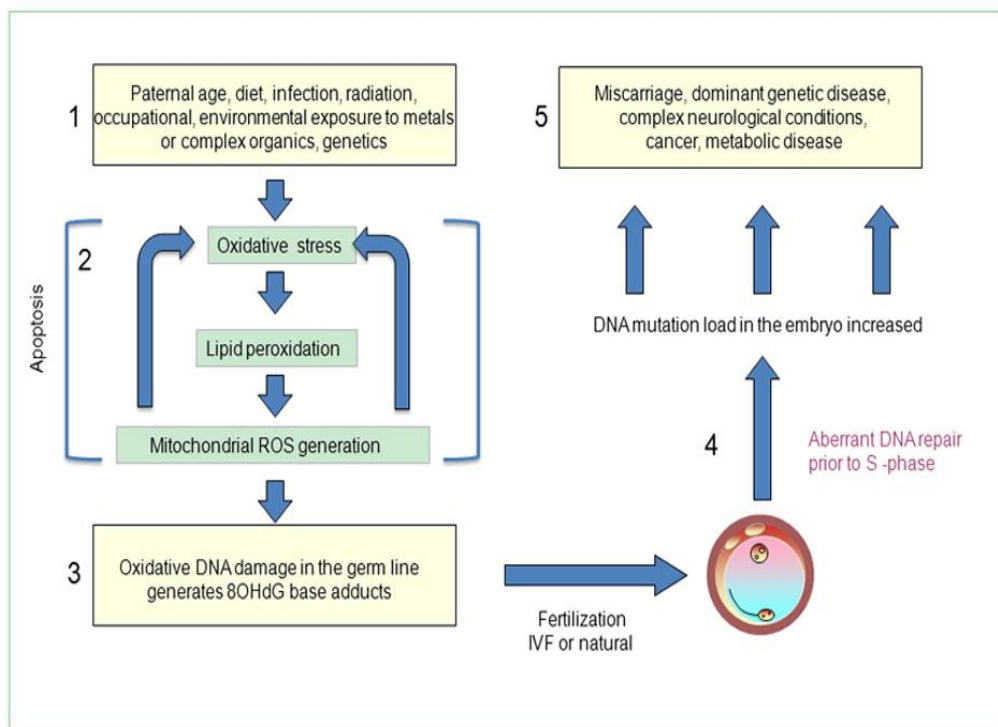 1
Paternal age, diet, infection, radiation,
occupational, environmental exposure to metals
or complex organics, genetics
Apoptosis
2
Oxidative stress
Lipid peroxidation
Mitochondrial ROS generation
3
Oxidative DNA damage in the germ line
generates 8OHdG base adducts
Fertilization
IVF or natural
4
Aberrant DNA repair
prior to S -phase
DNA mutation load in the embryo increased
5
Miscarriage, dominant genetic disease,
complex neurological conditions,
cancer, metabolic disease